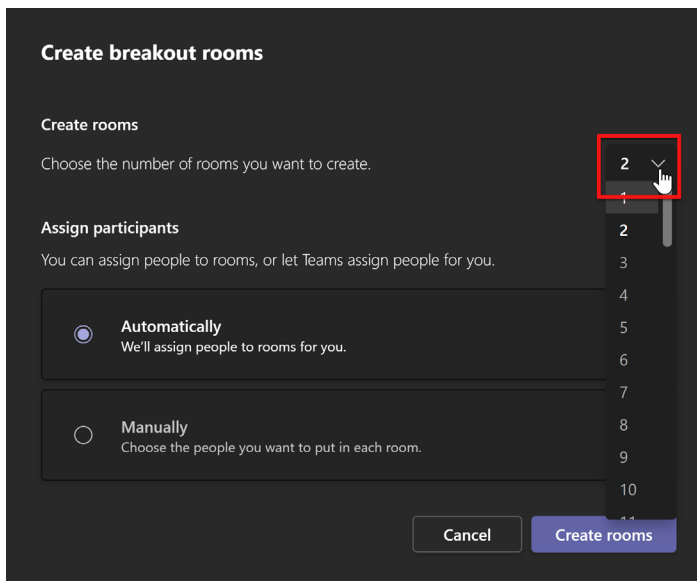 Create breakout rooms
Create rooms
Choose the number of rooms you want to create.
2
1
Assign participants
2
You can assign people to rooms, or let Teams assign people for you.
3
4
Automatically
5
We'll assign people to rooms for you.
6
7
Manually
8
Choose the people you want to put in each room.
9
10
11
Cancel
Create rooms